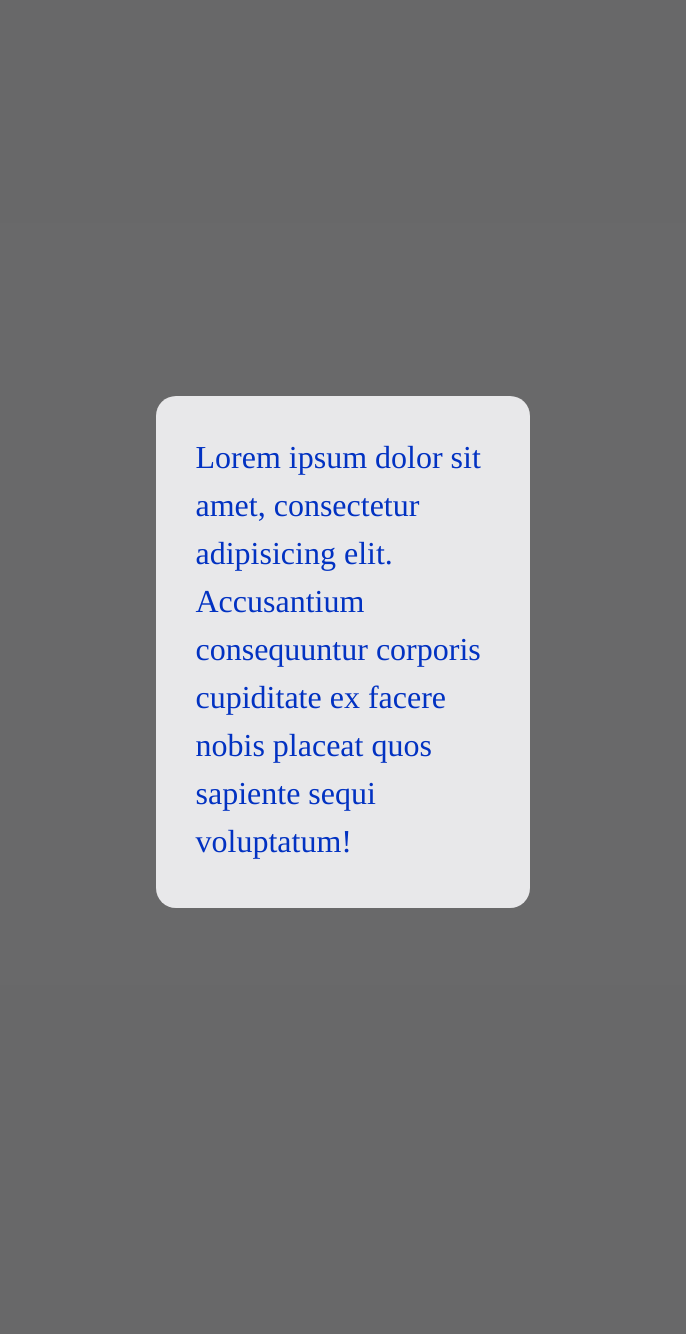 Lorem ipsum dolor sit
amet, consectetur
adipisicing elit.
Accusantium
consequuntur corporis
cupiditate ex facere
nobis placeat quos
sapiente sequi
voluptatum!